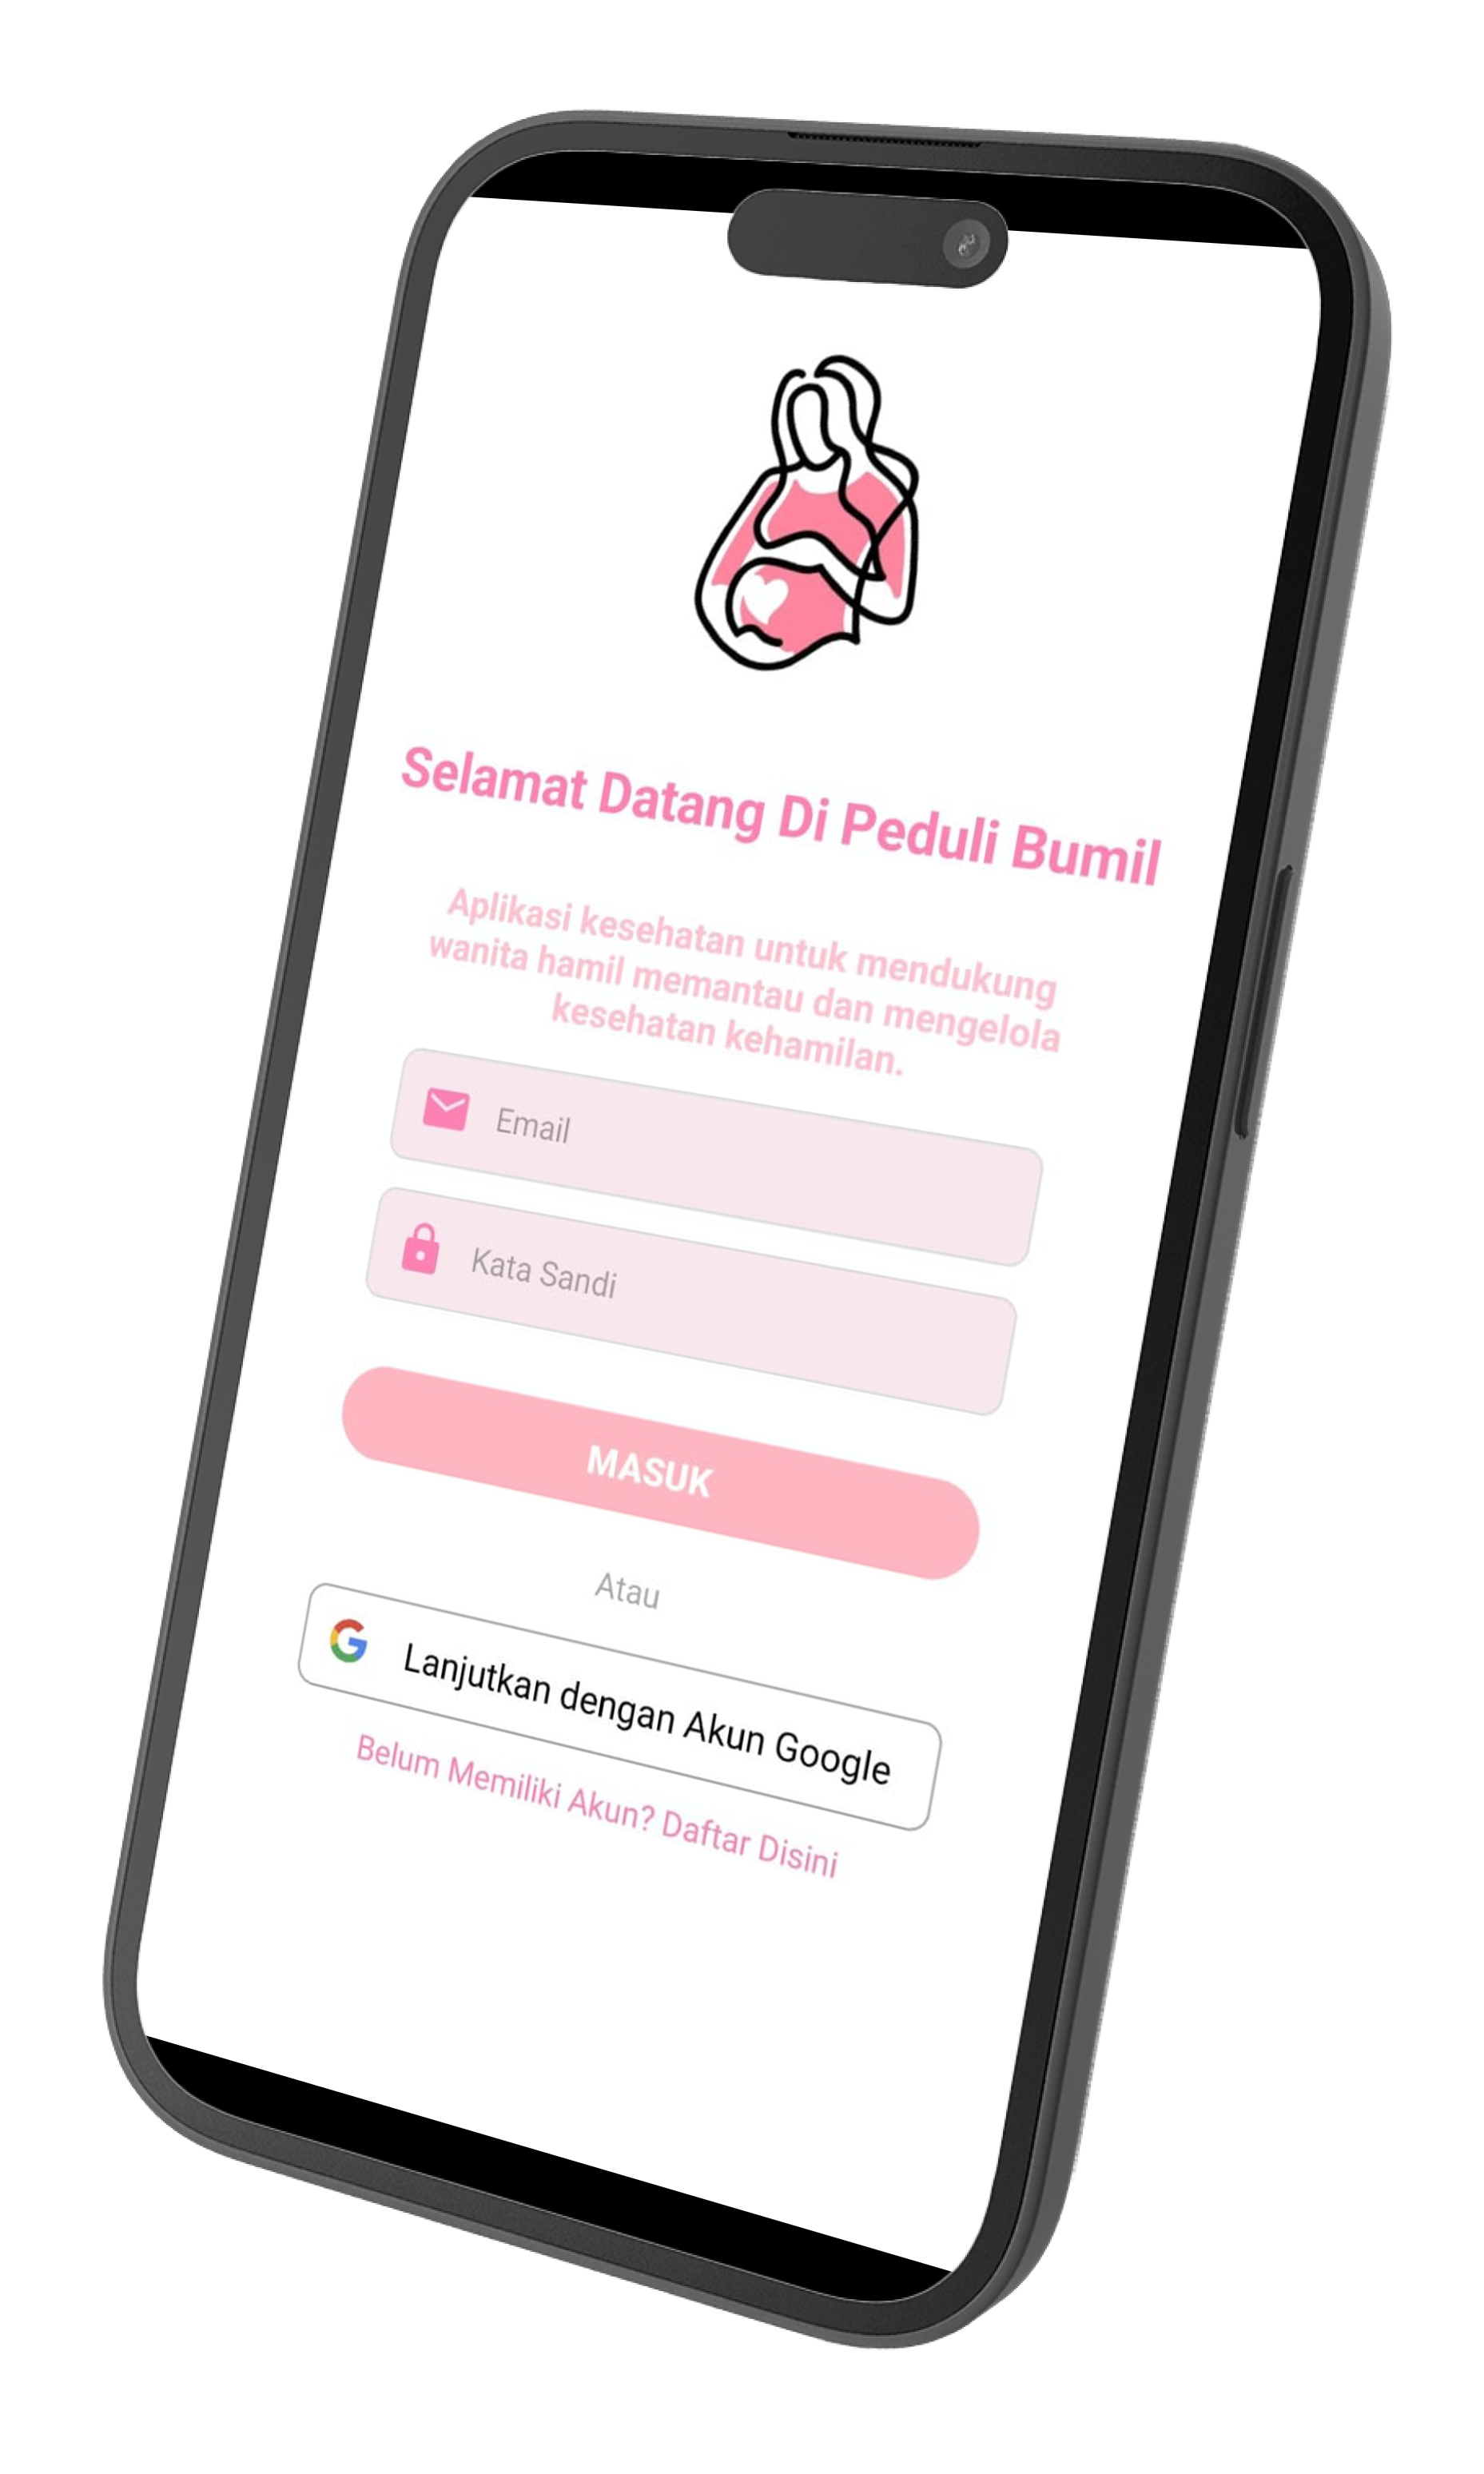 Selamat Datang Di Peduli Bumil
Aplikasi kesehatan untuk mendukung
wanita hamil memantau dan mengelola
kesehatan kehamilan.
Email
Kata Sandi
MASUK
Atau
Lanjutkan dengan Akun Google
Belum Memiliki Akun? Daftar Disini